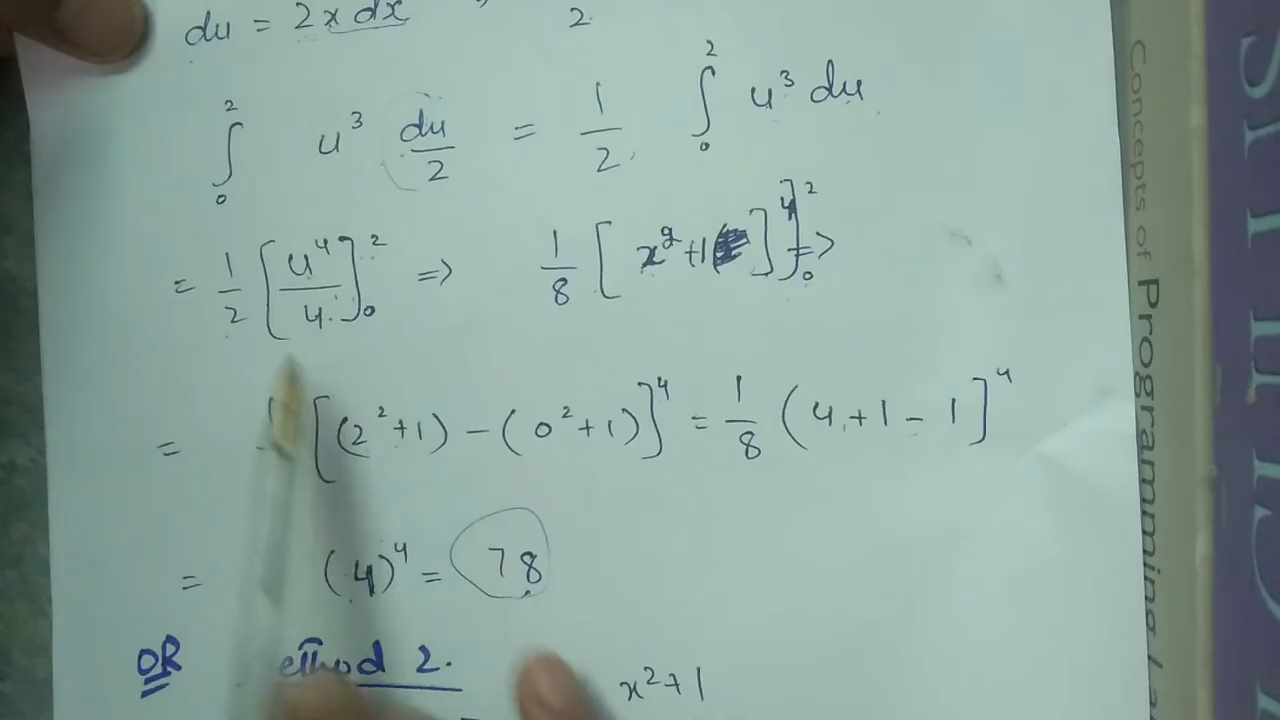 du = 2x dx , 2
∫₀² u³ du/2 = 1/2 ∫₀² u³ du
= 1/2 [u⁴/4]₀² ⇒ 1/8 [x²+1]⁴]₀² ⇒
= [(2²+1) - (0²+1)]⁴ = 1/8 (4+1-1]⁴
= (4)⁴ = 78
OR ethod 2.
x²+1
Concepts of Programming